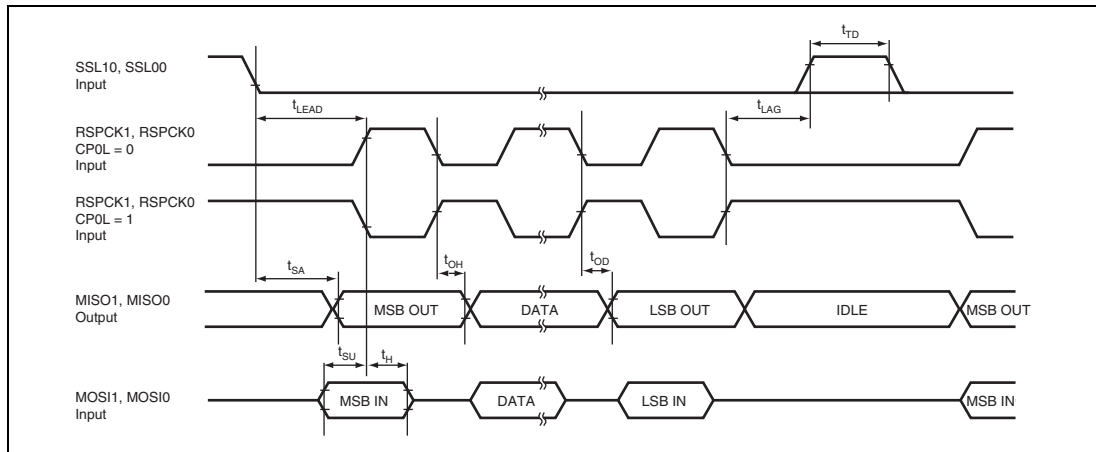 tTD
SSL10, SSL00
Input
tLEAD
tLAG
RSPCK1, RSPCK0
CP0L = 0
Input
RSPCK1, RSPCK0
CP0L = 1
Input
tSA
tOH
tOD
MISO1, MISO0
Output
MSB OUT
DATA
LSB OUT
IDLE
MSB OUT
tSU
tH
MOSI1, MOSI0
Input
MSB IN
DATA
LSB IN
MSB IN